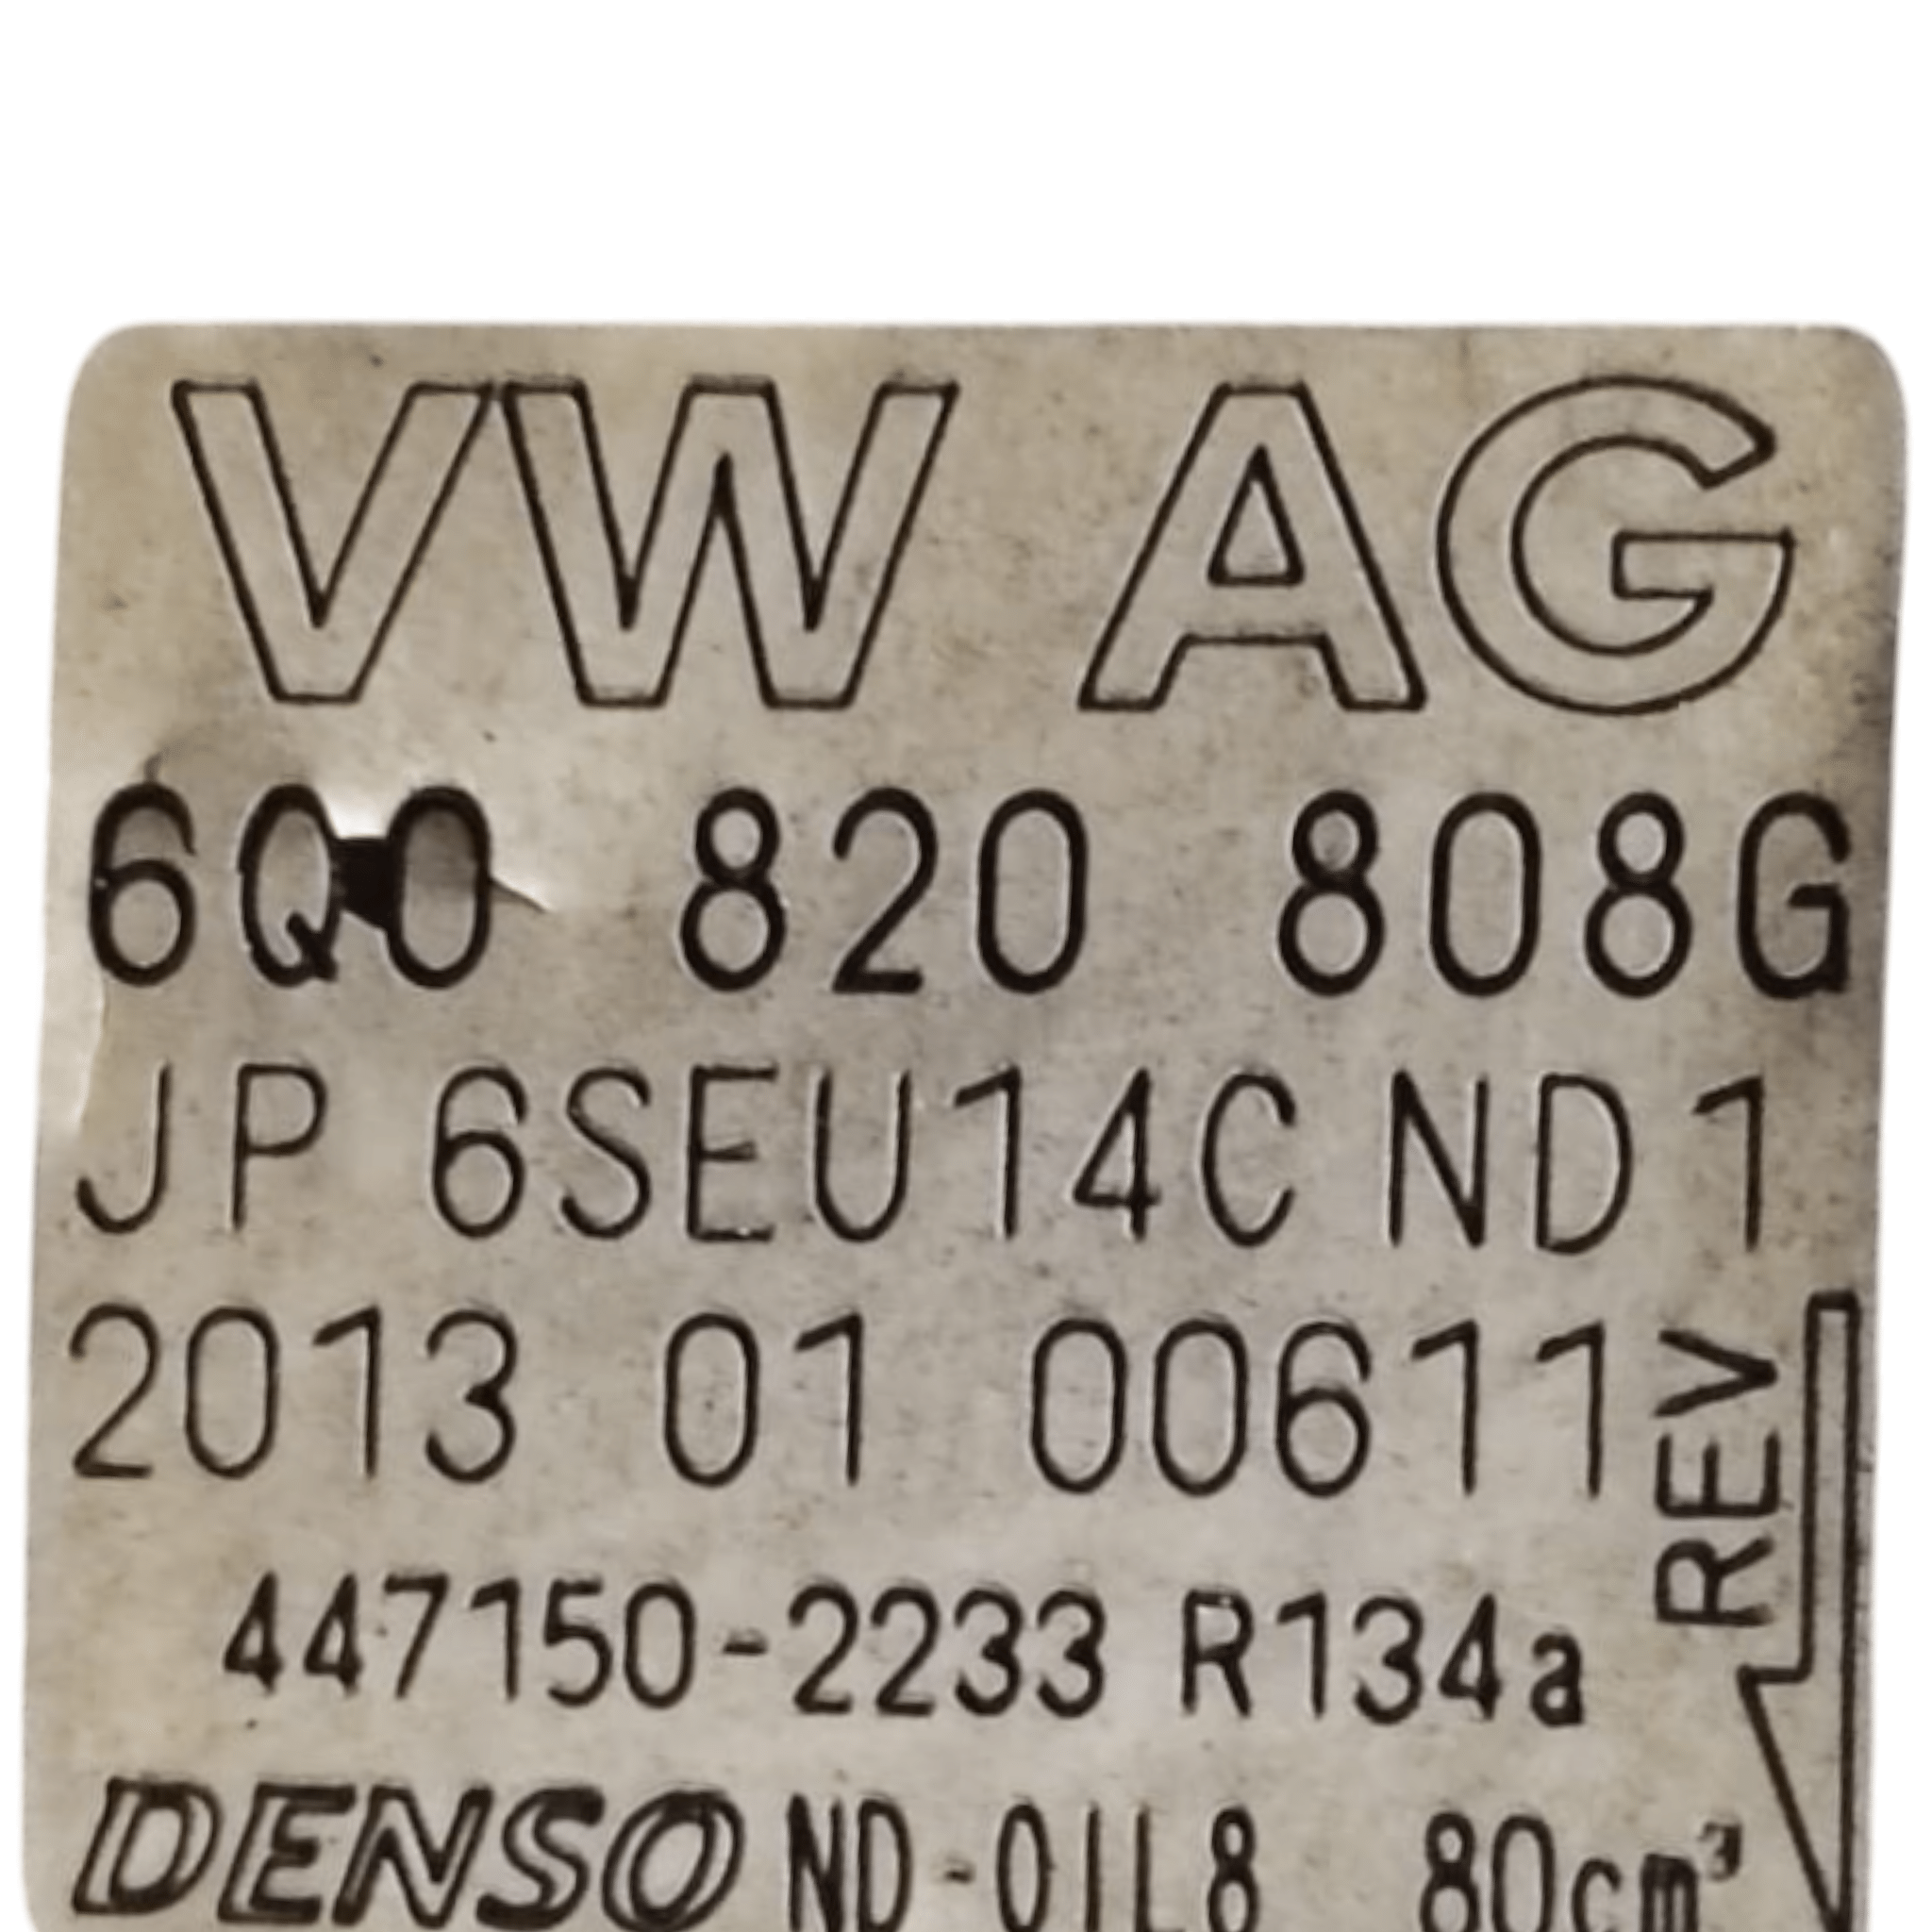 VW AG
6Q0 820 808G
JP 6SEU14C ND1
2013 01 00611
REV
447150-2233 R134a
DENSO ND-OIL8 80cm³